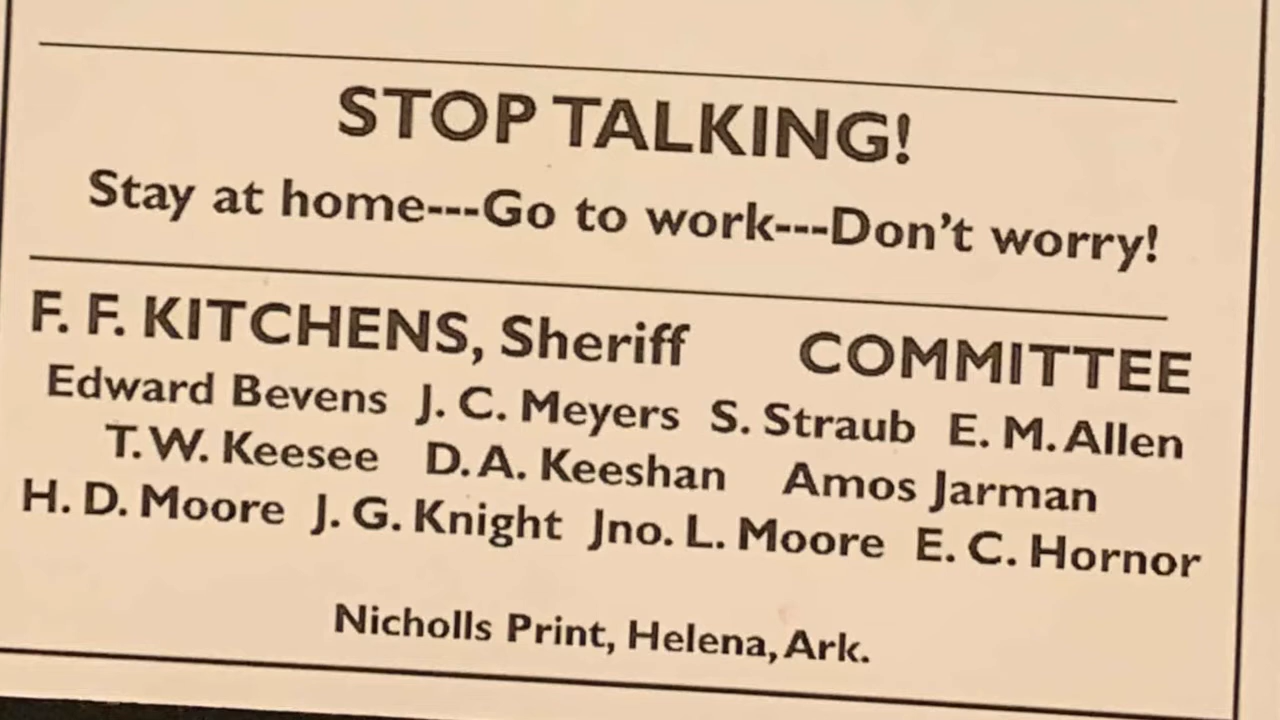 STOP TALKING!
Stay at home---Go to work---Don't worry!
F. F. KITCHENS, Sheriff COMMITTEE
Edward Bevens J. C. Meyers S. Straub E. M. Allen
T. W. Keesee D. A. Keeshan Amos Jarman
H. D. Moore J. G. Knight Jno. L. Moore E. C. Hornor
Nicholls Print, Helena, Ark.